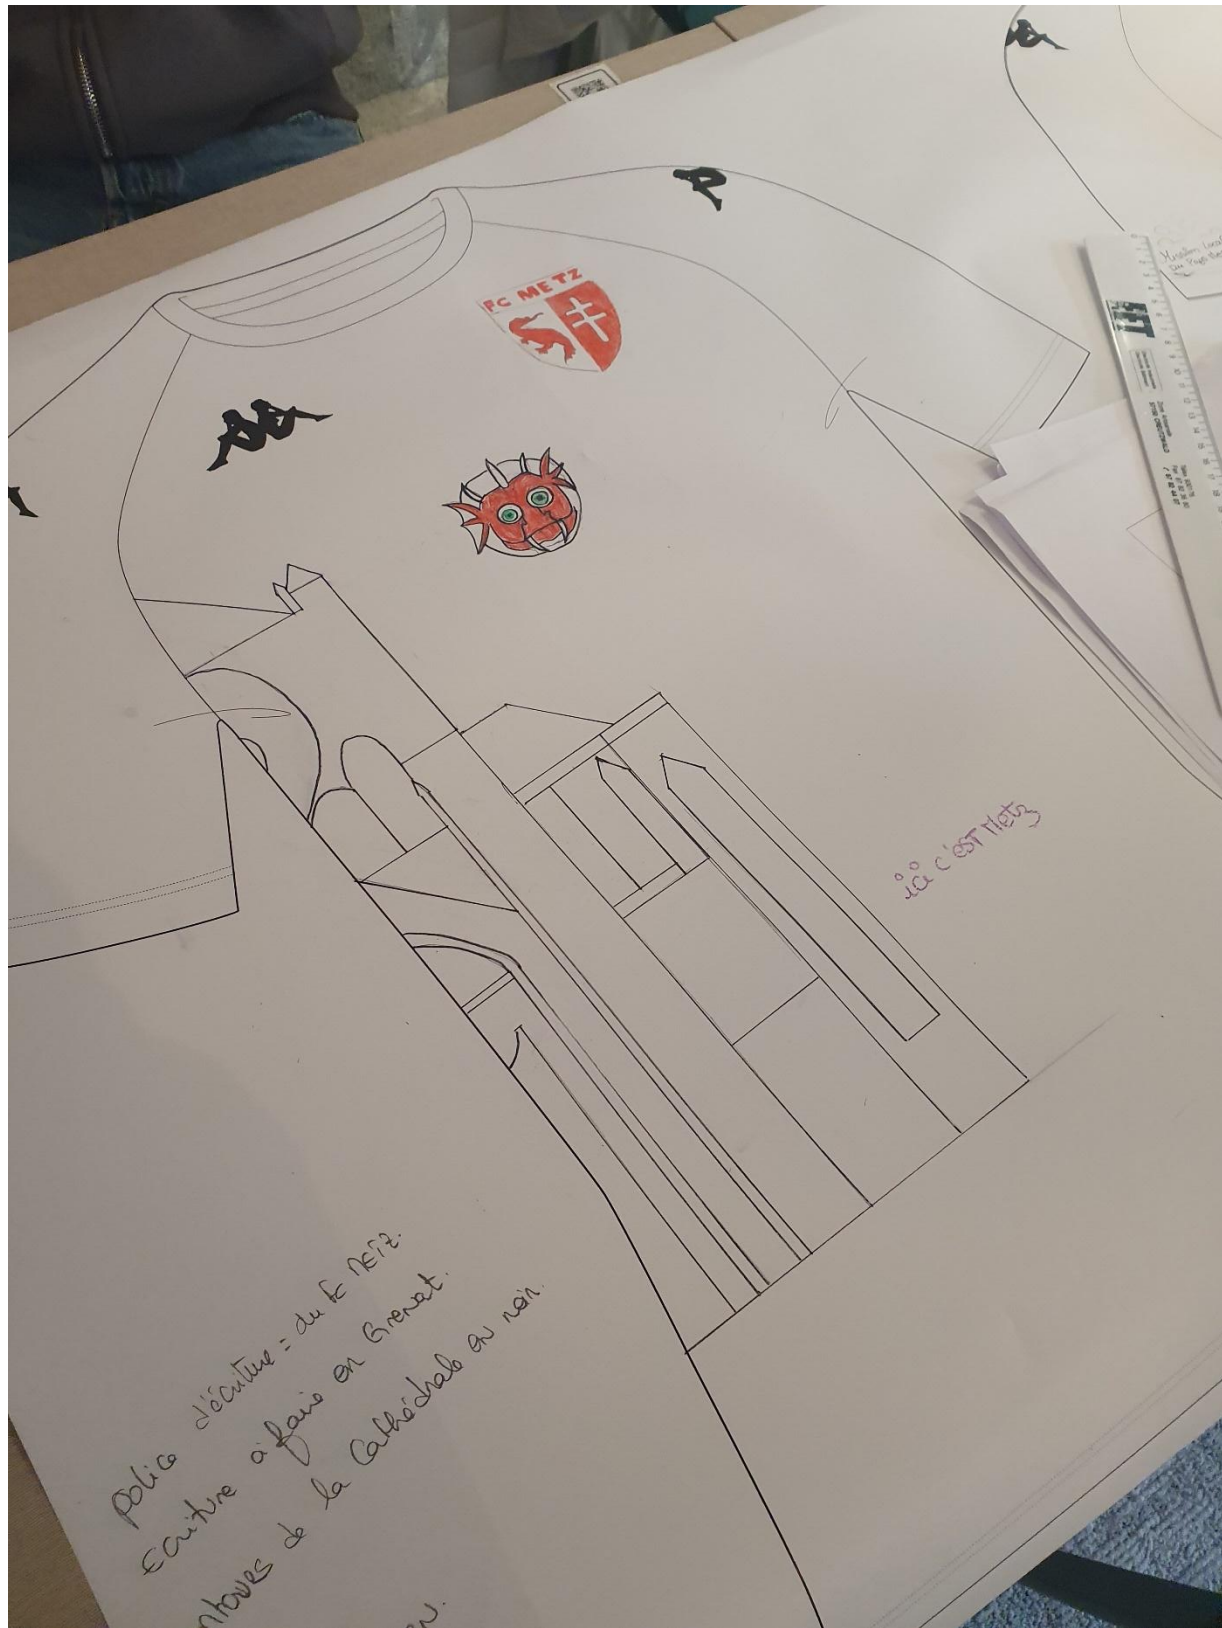 FC METZ
ici c'est Metz
police d'écriture = du Fc METZ.
Ecriture à faire en Grenat.
ntours de la Cathédrale en noir.